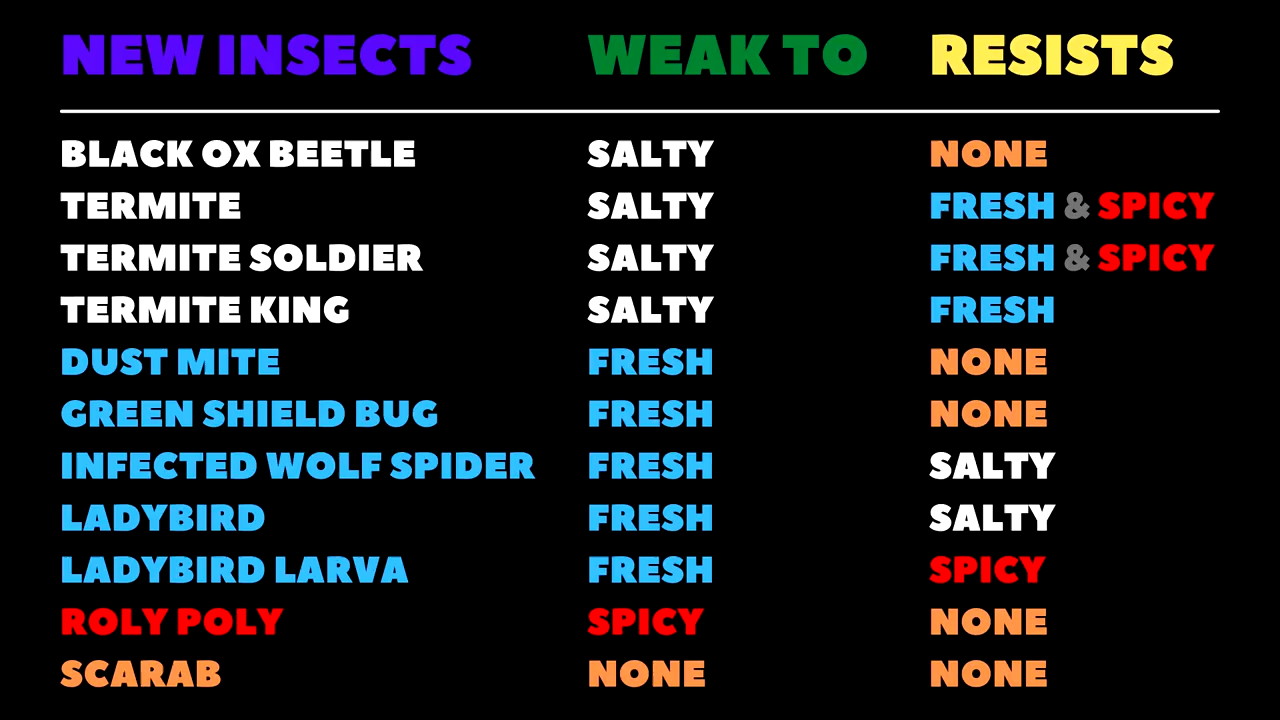 NEW INSECTS WEAK TO RESISTS
BLACK OX BEETLE SALTY NONE
TERMITE SALTY FRESH & SPICY
TERMITE SOLDIER SALTY FRESH & SPICY
TERMITE KING SALTY FRESH
DUST MITE FRESH NONE
GREEN SHIELD BUG FRESH NONE
INFECTED WOLF SPIDER FRESH SALTY
LADYBIRD FRESH SALTY
LADYBIRD LARVA FRESH SPICY
ROLY POLY SPICY NONE
SCARAB NONE NONE